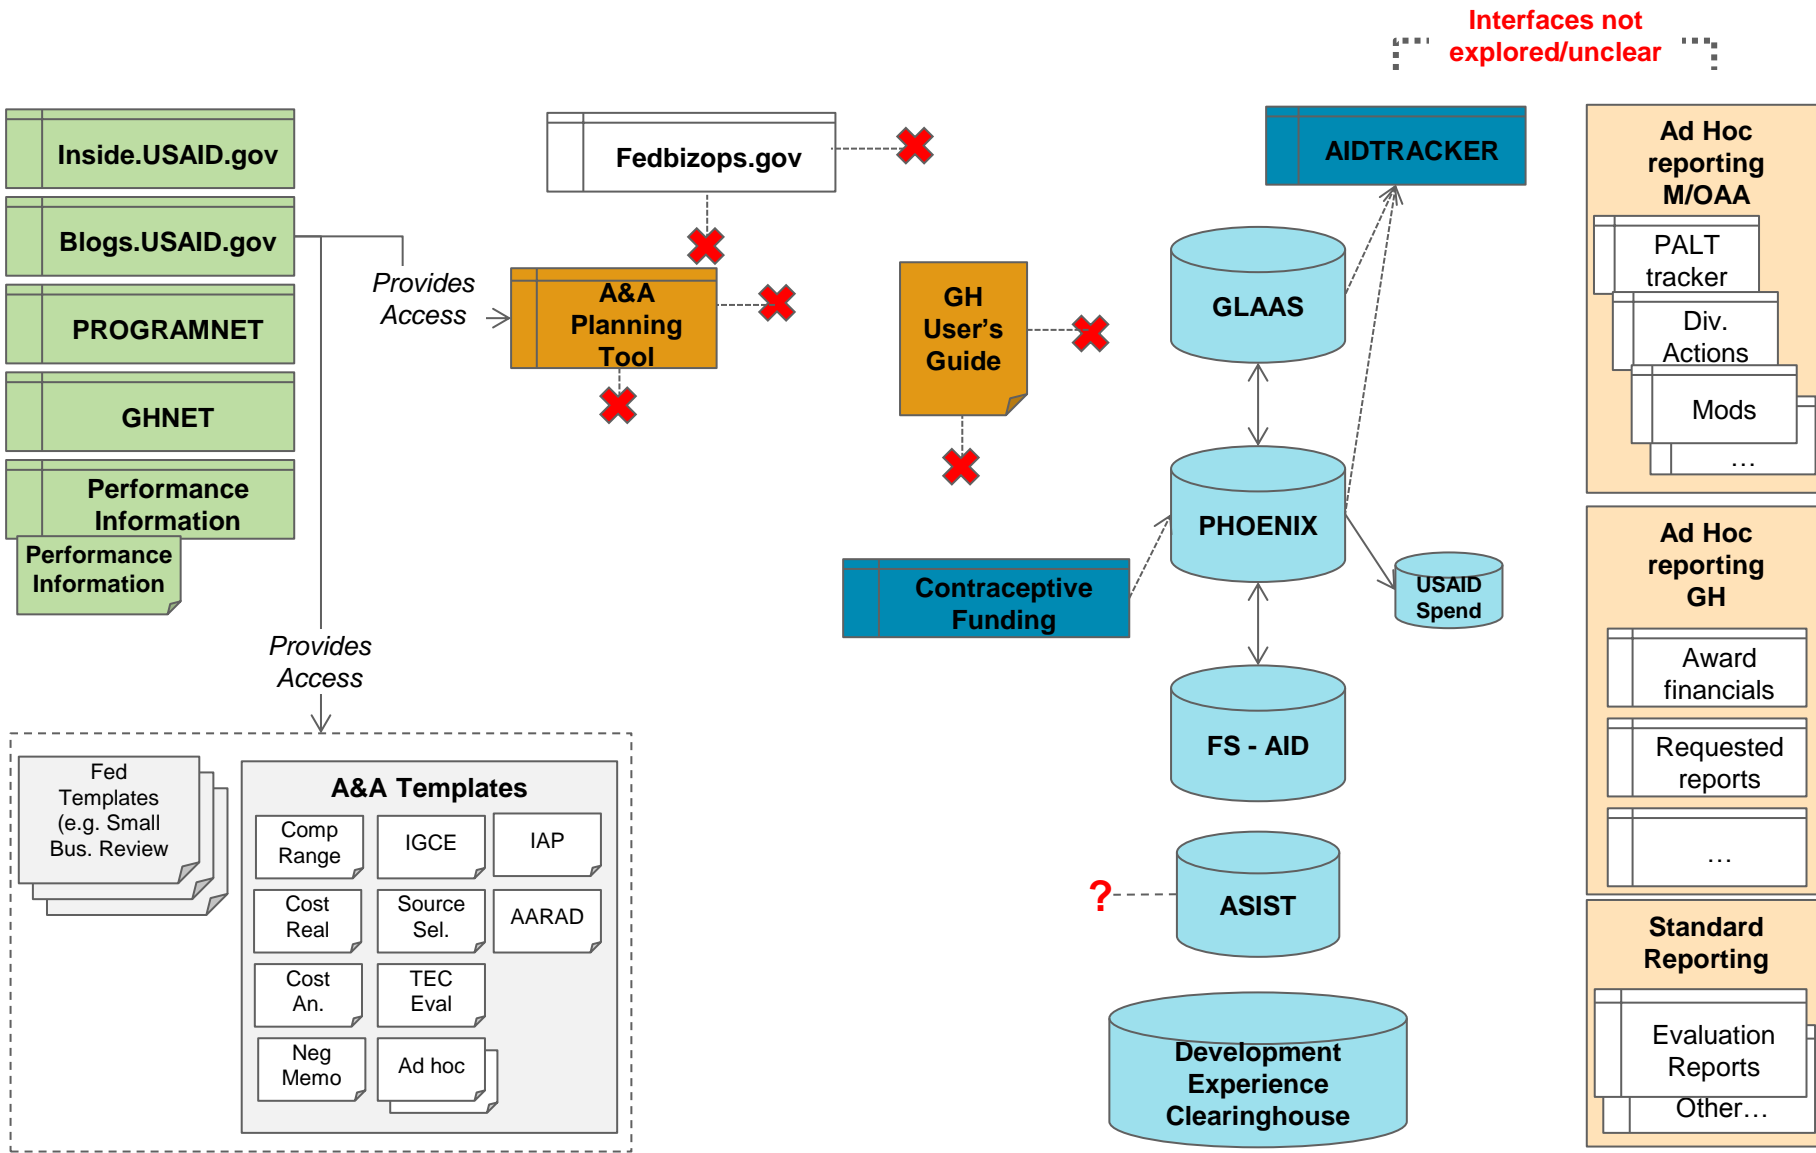 Interfaces not
explored/unclear
Inside.USAID.gov
Blogs.USAID.gov
PROGRAMNET
GHNET
Performance
Information
Performance
Information
Provides
Access
Provides
Access
Fedbizops.gov
A&A
Planning
Tool
GH
User’s
Guide
Contraceptive
Funding
AIDTRACKER
GLAAS
PHOENIX
USAID
Spend
FS - AID
?
ASIST
Development
Experience
Clearinghouse
Fed
Templates
(e.g. Small
Bus. Review
A&A Templates
Comp
Range
IGCE
IAP
Cost
Real
Source
Sel.
AARAD
Cost
An.
TEC
Eval
Neg
Memo
Ad hoc
Ad Hoc
reporting
M/OAA
PALT
tracker
Div.
Actions
Mods
…
Ad Hoc
reporting
GH
Award
financials
Requested
reports
…
Standard
Reporting
Evaluation
Reports
Other…